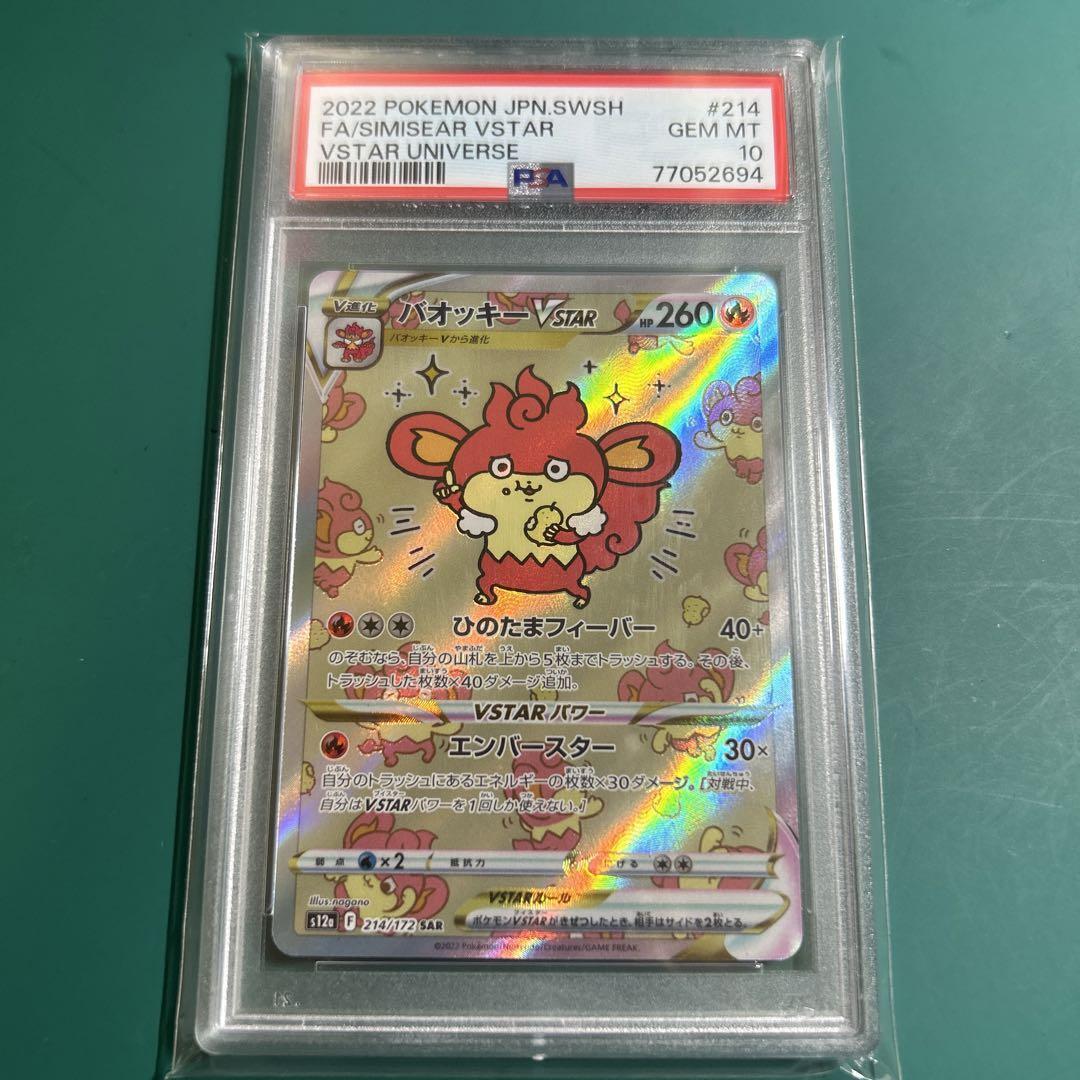 2022 POKEMON JPN.SWSH #214
FA/SIMISEAR VSTAR GEM MT
VSTAR UNIVERSE 10
PSA 77052694
V進化
バオッキーVSTAR HP260
バオッキーVから進化
ひのたまフィーバー 40+
のぞむなら、自分の山札を上から5枚までトラッシュする。その後、
トラッシュした枚数×40ダメージ追加。
VSTARパワー
エンバースター 30×
自分のトラッシュにあるエネルギーの枚数×30ダメージ。[対戦中、
自分はVSTARパワーを1回しか使えない。]
弱点 ×2 抵抗力 にげる
Illus:nagano
VSTARルール
ポケモンVSTARがきぜつしたとき、相手はサイドを2枚とる。
s12a F 214/172 SAR
©2022 Pokémon/Nintendo/Creatures/GAME FREAK.